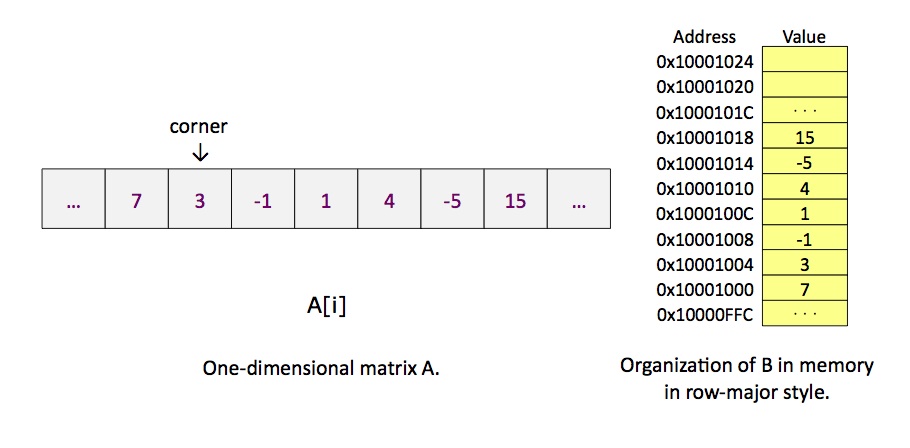 corner
... 7 3 -1 1 4 -5 15 ...
A[i]
One-dimensional matrix A.
Address Value
0x10001024
0x10001020
0x1000101C ...
0x10001018 15
0x10001014 -5
0x10001010 4
0x1000100C 1
0x10001008 -1
0x10001004 3
0x10001000 7
0x10000FFC ...
Organization of B in memory
in row-major style.